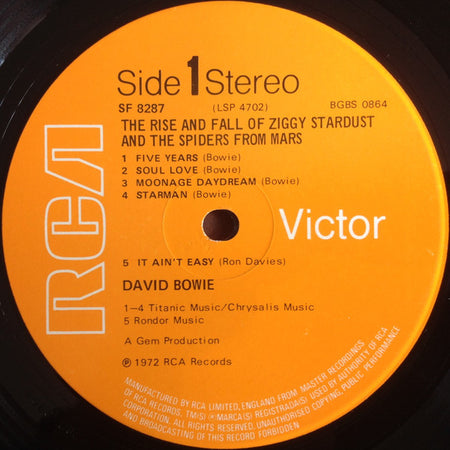 Side 1 Stereo
SF 8287 (LSP 4702) BGBS 0864
THE RISE AND FALL OF ZIGGY STARDUST
AND THE SPIDERS FROM MARS
1 FIVE YEARS (Bowie)
2 SOUL LOVE (Bowie)
3 MOONAGE DAYDREAM (Bowie)
4 STARMAN (Bowie)
RCA
Victor
5 IT AIN'T EASY (Ron Davies)
DAVID BOWIE
1—4 Titanic Music/Chrysalis Music
5 Rondor Music
A Gem Production
℗ 1972 RCA Records
MANUFACTURED BY RCA LIMITED, ENGLAND FROM MASTER RECORDINGS
OF RCA RECORDS. TM(S) ® MARCA(S) REGISTRADA(S) USED BY AUTHORITY OF RCA
CORPORATION. ALL RIGHTS RESERVED. UNAUTHORISED COPYING, PUBLIC PERFORMANCE
AND BROADCASTING OF THIS RECORD FORBIDDEN